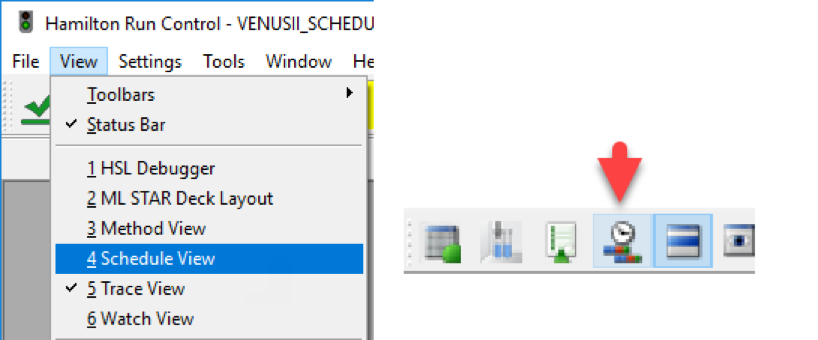 Hamilton Run Control - VENUSII_SCHEDU
File View Settings Tools Window He
Toolbars
Status Bar
1 HSL Debugger
2 ML STAR Deck Layout
3 Method View
4 Schedule View
5 Trace View
6 Watch View